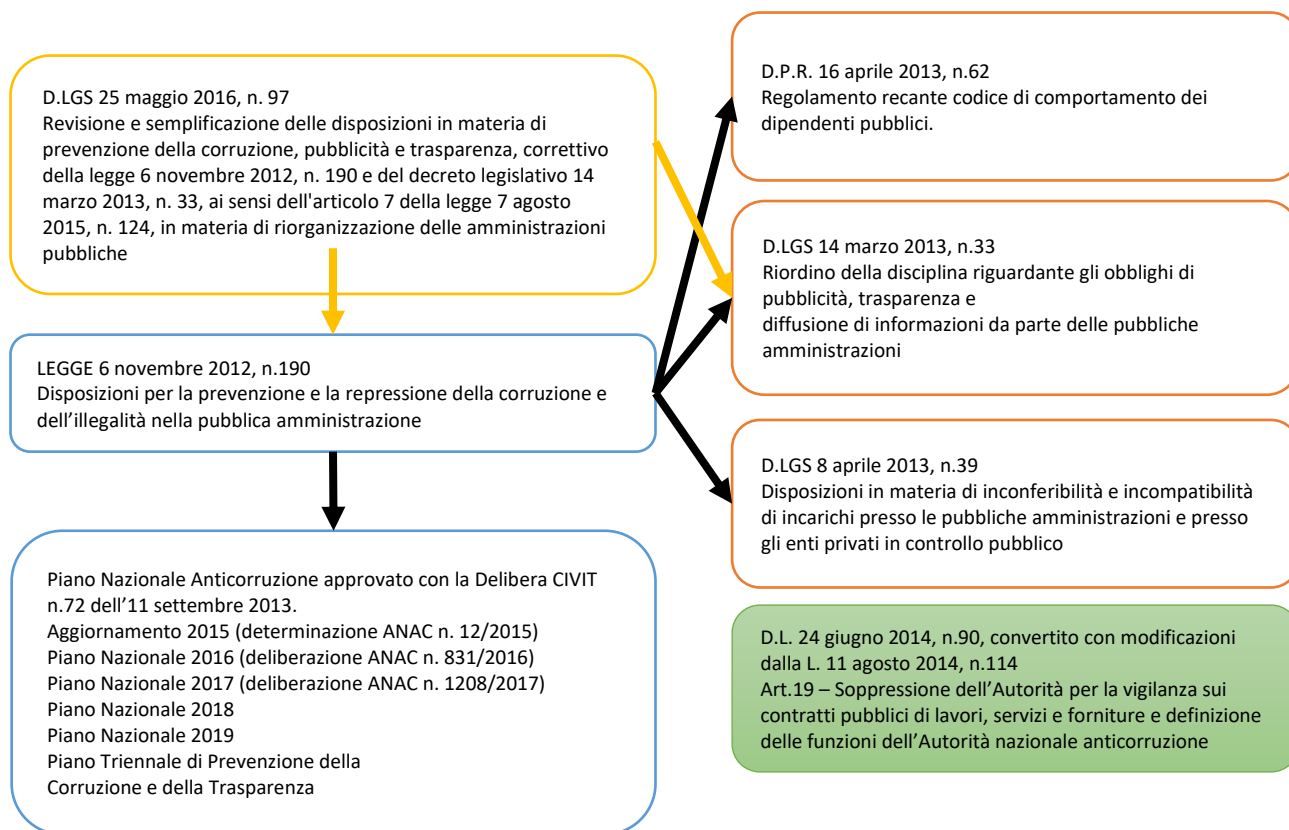 D.LGS 25 maggio 2016, n. 97
Revisione e semplificazione delle disposizioni in materia di
prevenzione della corruzione, pubblicità e trasparenza, correttivo
della legge 6 novembre 2012, n. 190 e del decreto legislativo 14
marzo 2013, n. 33, ai sensi dell'articolo 7 della legge 7 agosto
2015, n. 124, in materia di riorganizzazione delle amministrazioni
pubbliche
LEGGE 6 novembre 2012, n.190
Disposizioni per la prevenzione e la repressione della corruzione e
dell’illegalità nella pubblica amministrazione
Piano Nazionale Anticorruzione approvato con la Delibera CIVIT
n.72 dell’11 settembre 2013.
Aggiornamento 2015 (determinazione ANAC n. 12/2015)
Piano Nazionale 2016 (deliberazione ANAC n. 831/2016)
Piano Nazionale 2017 (deliberazione ANAC n. 1208/2017)
Piano Nazionale 2018
Piano Nazionale 2019
Piano Triennale di Prevenzione della
Corruzione e della Trasparenza
D.P.R. 16 aprile 2013, n.62
Regolamento recante codice di comportamento dei
dipendenti pubblici.
D.LGS 14 marzo 2013, n.33
Riordino della disciplina riguardante gli obblighi di
pubblicità, trasparenza e
diffusione di informazioni da parte delle pubbliche
amministrazioni
D.LGS 8 aprile 2013, n.39
Disposizioni in materia di inconferibilità e incompatibilità
di incarichi presso le pubbliche amministrazioni e presso
gli enti privati in controllo pubblico
D.L. 24 giugno 2014, n.90, convertito con modificazioni
dalla L. 11 agosto 2014, n.114
Art.19 – Soppressione dell’Autorità per la vigilanza sui
contratti pubblici di lavori, servizi e forniture e definizione
delle funzioni dell’Autorità nazionale anticorruzione